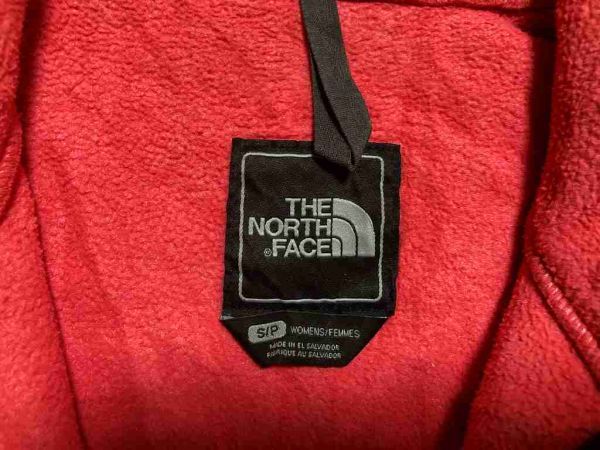 THE
NORTH
®FACE
S/P WOMENS/FEMMES
MADE IN EL SALVADOR
FABRIQUE AU SALVADOR